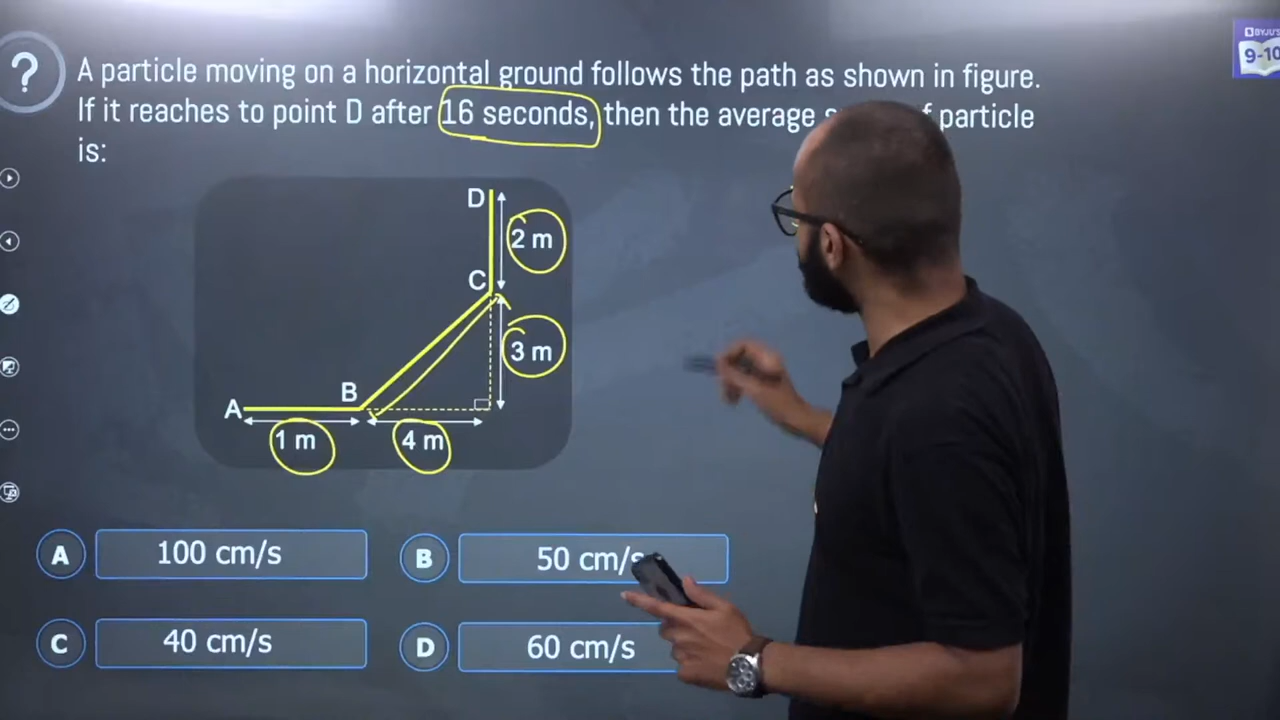 ?
A particle moving on a horizontal ground follows the path as shown in figure.
If it reaches to point D after 16 seconds, then the average particle
is:
BYJU'S
9-10
D
2 m
C
3 m
B
A
1 m
4 m
A 100 cm/s
B 50 cm/s
C 40 cm/s
D 60 cm/s